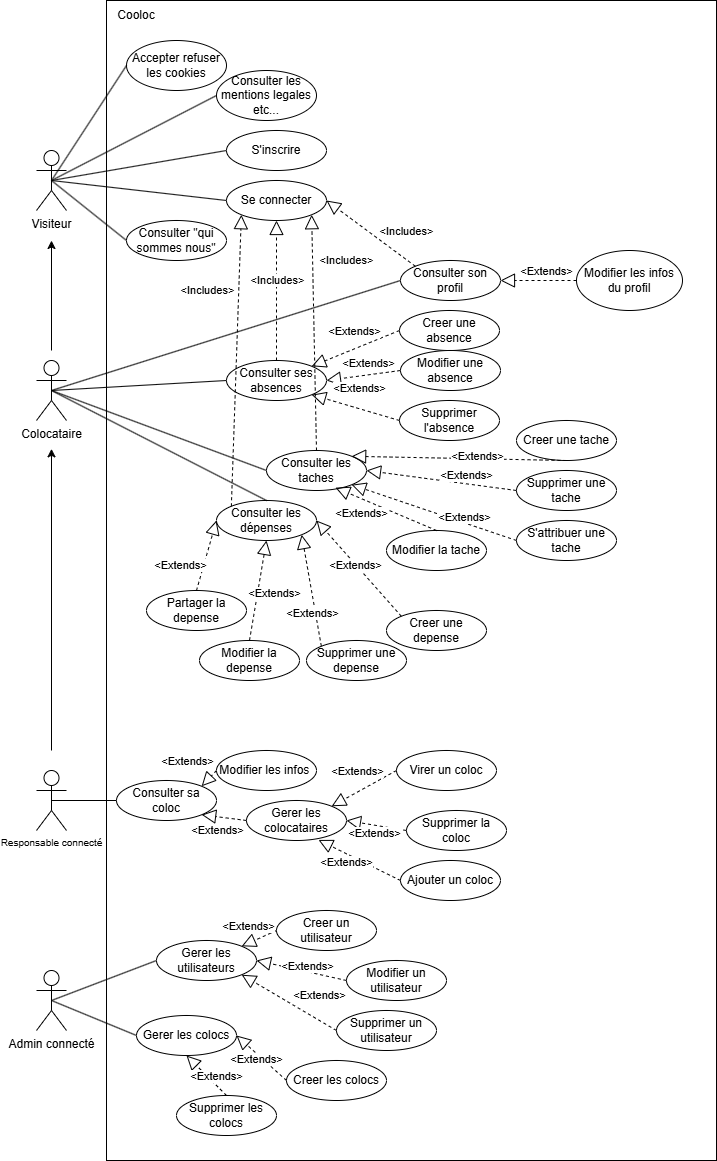 Cooloc
Accepter refuser
les cookies
Consulter les
mentions legales
etc...
S'inscrire
Se connecter
Visiteur
Consulter "qui
sommes nous"
<Includes>
<Includes>
<Includes>
<Includes>
Consulter son
profil
<Extends>
Modifier les infos
du profil
Creer une
absence
<Extends>
Consulter ses
absences
<Extends>
Modifier une
absence
<Extends>
Supprimer
l'absence
Colocataire
Creer une tache
<Extends>
Consulter les
taches
<Extends>
Supprimer une
tache
Consulter les
dépenses
<Extends>
<Extends>
S'attribuer une
tache
Modifier la tache
<Extends>
<Extends>
<Extends>
<Extends>
Partager la
depense
Creer une
depense
Modifier la
depense
Supprimer une
depense
<Extends>
Modifier les infos
<Extends>
Virer un coloc
Consulter sa
coloc
Gerer les
colocataires
<Extends>
<Extends>
Supprimer la
coloc
Responsable connecté
<Extends>
Ajouter un coloc
<Extends>
Creer un
utilisateur
Gerer les
utilisateurs
<Extends>
Modifier un
utilisateur
<Extends>
Supprimer un
utilisateur
Admin connecté
Gerer les colocs
<Extends>
<Extends>
Creer les colocs
Supprimer les
colocs